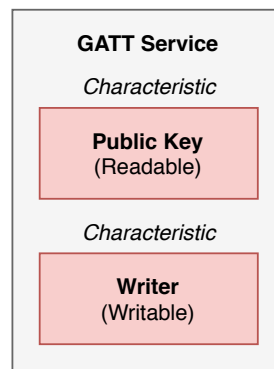 GATT Service
Characteristic
Public Key
(Readable)
Characteristic
Writer
(Writable)